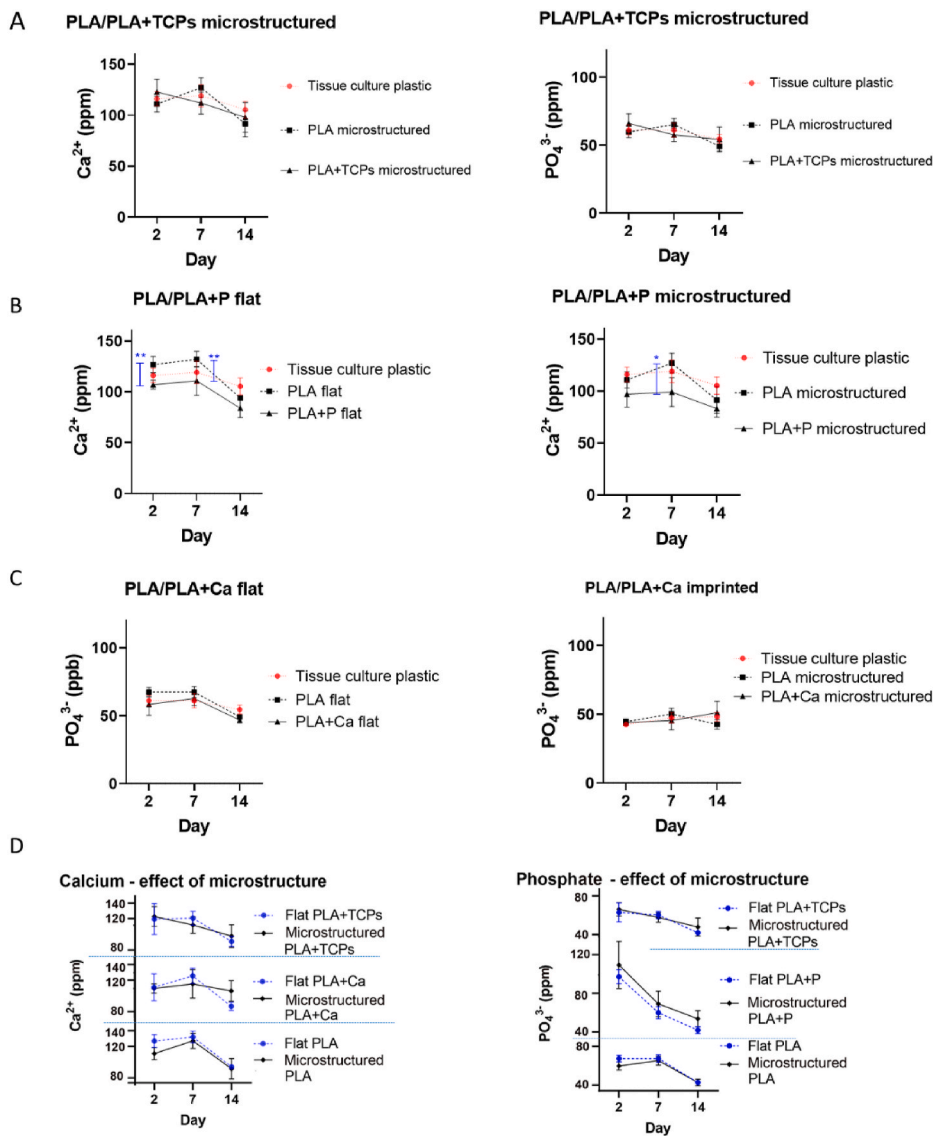 A
PLA/PLA+TCPs microstructured
Ca²⁺ (ppm)
150
100
50
0
2 7 14
Day
Tissue culture plastic
PLA microstructured
PLA+TCPs microstructured
PLA/PLA+TCPs microstructured
PO₄³⁻ (ppm)
100
50
0
2 7 14
Day
Tissue culture plastic
PLA microstructured
PLA+TCPs microstructured
B
PLA/PLA+P flat
Ca²⁺ (ppm)
150
100
50
0
** **
2 7 14
Day
Tissue culture plastic
PLA flat
PLA+P flat
PLA/PLA+P microstructured
Ca²⁺ (ppm)
150
100
50
0
*
2 7 14
Day
Tissue culture plastic
PLA microstructured
PLA+P microstructured
C
PLA/PLA+Ca flat
PO₄³⁻ (ppb)
100
50
0
2 7 14
Day
Tissue culture plastic
PLA flat
PLA+Ca flat
PLA/PLA+Ca imprinted
PO₄³⁻ (ppm)
100
50
0
2 7 14
Day
Tissue culture plastic
PLA microstructured
PLA+Ca microstructured
D
Calcium - effect of microstructure
Ca²⁺ (ppm)
140
120
80
140
120
80
140
120
80
2 7 14
Day
Flat PLA+TCPs
Microstructured
PLA+TCPs
Flat PLA+Ca
Microstructured
PLA+Ca
Flat PLA
Microstructured
PLA
Phosphate - effect of microstructure
PO₄³⁻ (ppm)
80
40
120
80
40
80
40
2 7 14
Day
Flat PLA+TCPs
Microstructured
PLA+TCPs
Flat PLA+P
Microstructured
PLA+P
Flat PLA
Microstructured
PLA